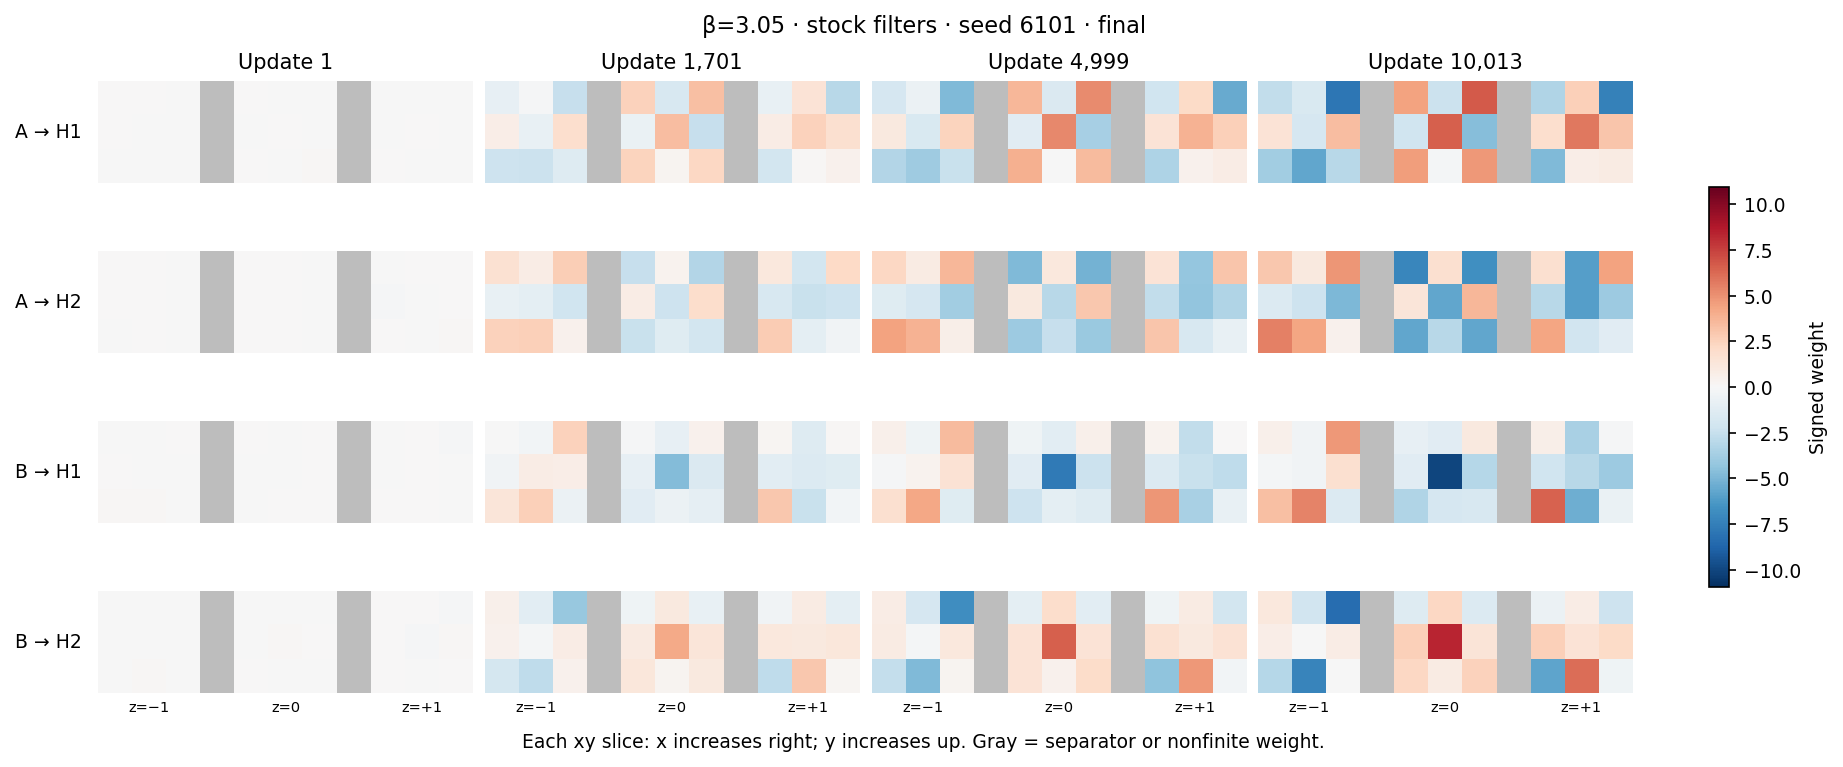 β=3.05 · stock filters · seed 6101 · final
Update 1
Update 1,701
Update 4,999
Update 10,013
A → H1
A → H2
B → H1
B → H2
z=−1
z=0
z=+1
z=−1
z=0
z=+1
z=−1
z=0
z=+1
z=−1
z=0
z=+1
Each xy slice: x increases right; y increases up. Gray = separator or nonfinite weight.
10.0
7.5
5.0
2.5
0.0
−2.5
−5.0
−7.5
−10.0
Signed weight